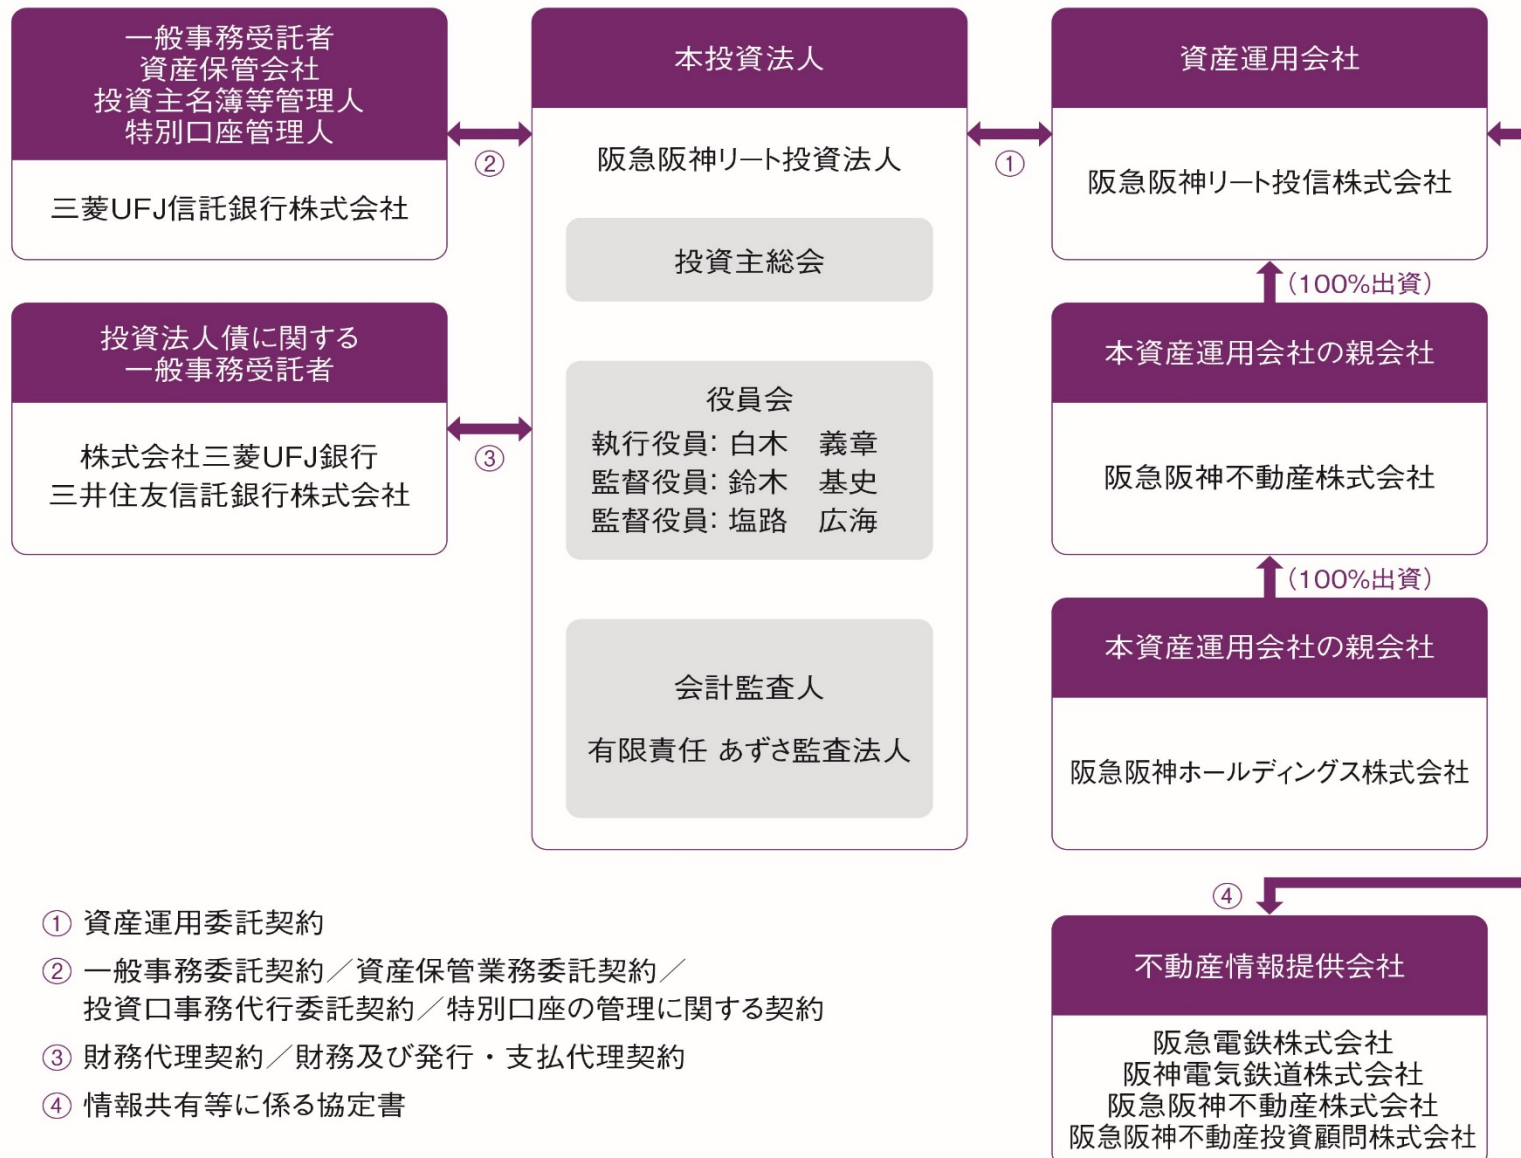 一般事務受託者
資産保管会社
投資主名簿等管理人
特別口座管理人
三菱UFJ信託銀行株式会社
②
投資法人債に関する
一般事務受託者
株式会社三菱UFJ銀行
三井住友信託銀行株式会社
③
本投資法人
阪急阪神リート投資法人
投資主総会
役員会
執行役員：白木　義章
監督役員：鈴木　基史
監督役員：塩路　広海
会計監査人
有限責任 あずさ監査法人
①
資産運用会社
阪急阪神リート投信株式会社
（100％出資）
本資産運用会社の親会社
阪急阪神不動産株式会社
（100％出資）
本資産運用会社の親会社
阪急阪神ホールディングス株式会社
④
不動産情報提供会社
阪急電鉄株式会社
阪神電気鉄道株式会社
阪急阪神不動産株式会社
阪急阪神不動産投資顧問株式会社
① 資産運用委託契約
② 一般事務委託契約／資産保管業務委託契約／
投資口事務代行委託契約／特別口座の管理に関する契約
③ 財務代理契約／財務及び発行・支払代理契約
④ 情報共有等に係る協定書